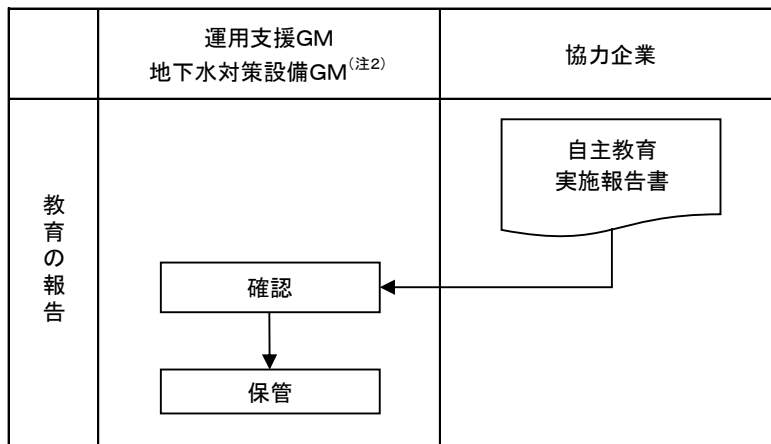 運用支援GM
地下水対策設備GM(注2)
協力企業
教育の報告
自主教育
実施報告書
確認
保管